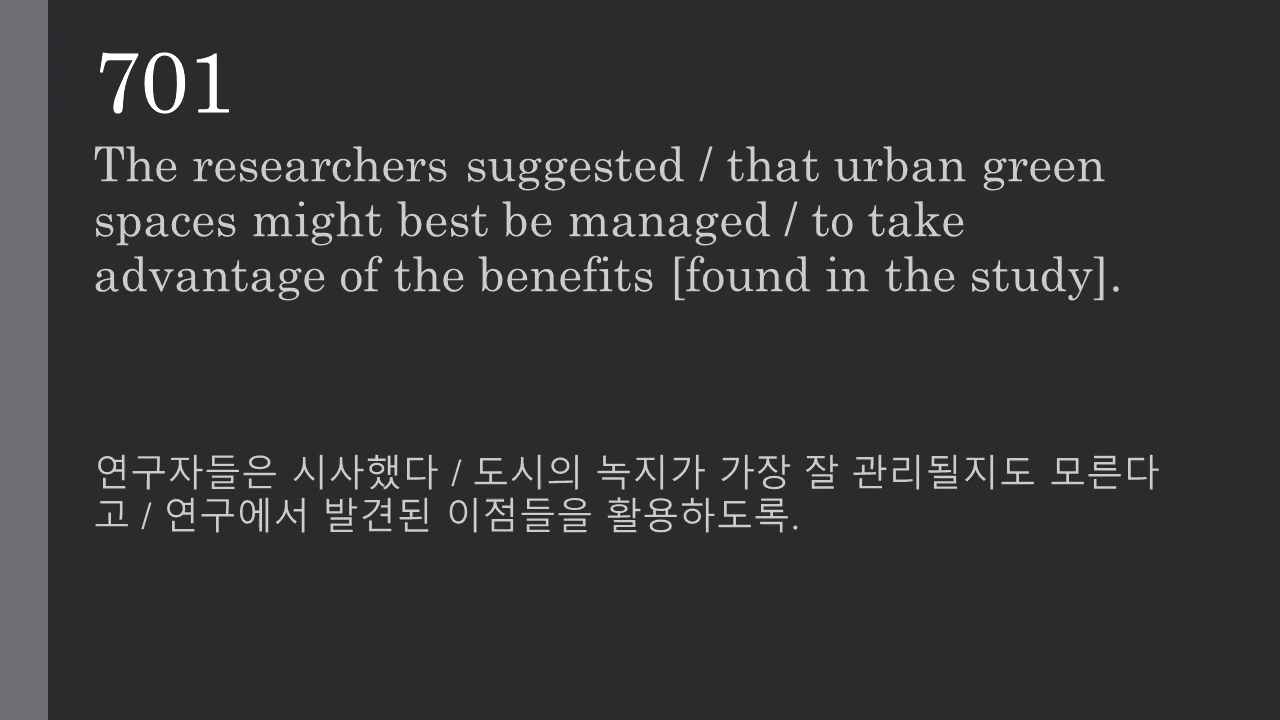 701
The researchers suggested / that urban green
spaces might best be managed / to take
advantage of the benefits [found in the study].
연구자들은 시사했다 / 도시의 녹지가 가장 잘 관리될지도 모른다
고 / 연구에서 발견된 이점들을 활용하도록.